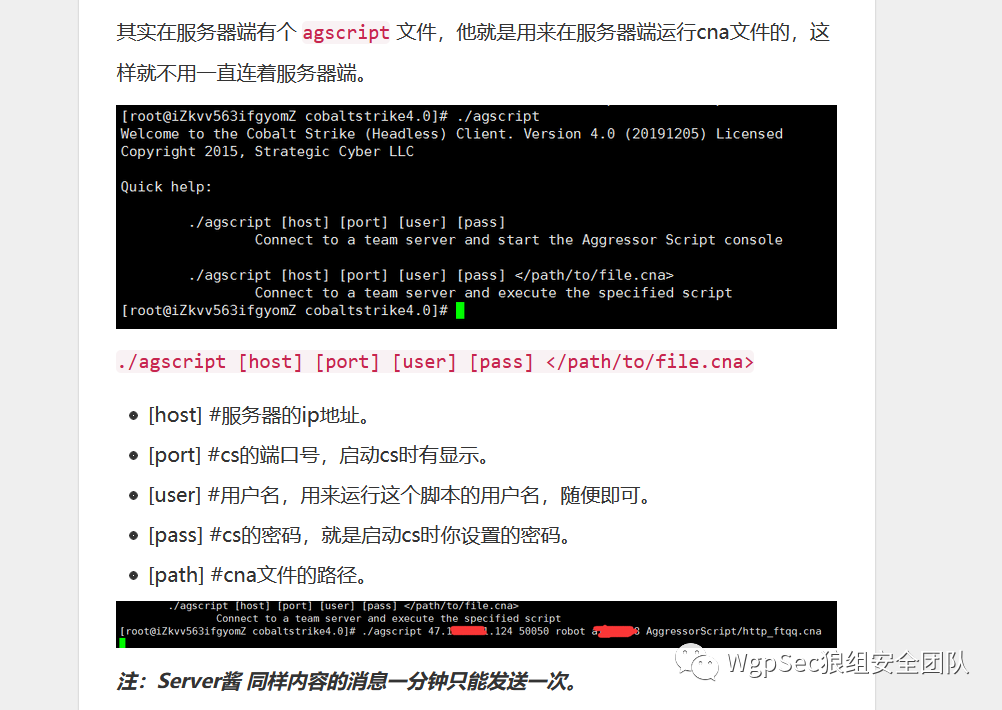 其实在服务器端有个 agscript 文件，他就是用来在服务器端运行cna文件的，这
样就不用一直连着服务器端。
[root@iZkvv563ifgyomZ cobaltstrike4.0]# ./agscript
Welcome to the Cobalt Strike (Headless) Client. Version 4.0 (20191205) Licensed
Copyright 2015, Strategic Cyber LLC
Quick help:
./agscript [host] [port] [user] [pass]
Connect to a team server and start the Aggressor Script console
./agscript [host] [port] [user] [pass] </path/to/file.cna>
Connect to a team server and execute the specified script
[root@iZkvv563ifgyomZ cobaltstrike4.0]#
./agscript [host] [port] [user] [pass] </path/to/file.cna>
[host] #服务器的ip地址。
[port] #cs的端口号，启动cs时有显示。
[user] #用户名，用来运行这个脚本的用户名，随便即可。
[pass] #cs的密码，就是启动cs时你设置的密码。
[path] #cna文件的路径。
./agscript [host] [port] [user] [pass] </path/to/file.cna>
Connect to a team server and execute the specified script
[root@iZkvv563ifgyomZ cobaltstrike4.0]# ./agscript 47.1 1.124 50050 robot AggressorScript/http_ftqq.cna
WgpSec狼组安全团队
注：Server酱 同样内容的消息一分钟只能发送一次。